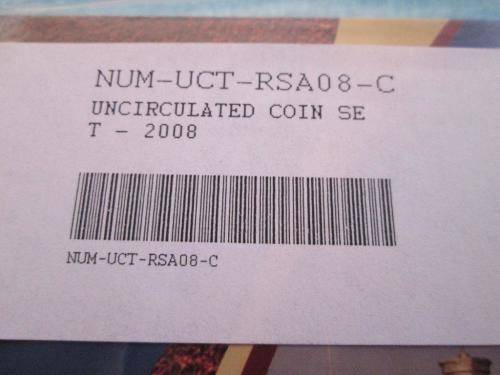 NUM-UCT-RSA08-C
UNCIRCULATED COIN SE
T - 2008
NUM-UCT-RSA08-C